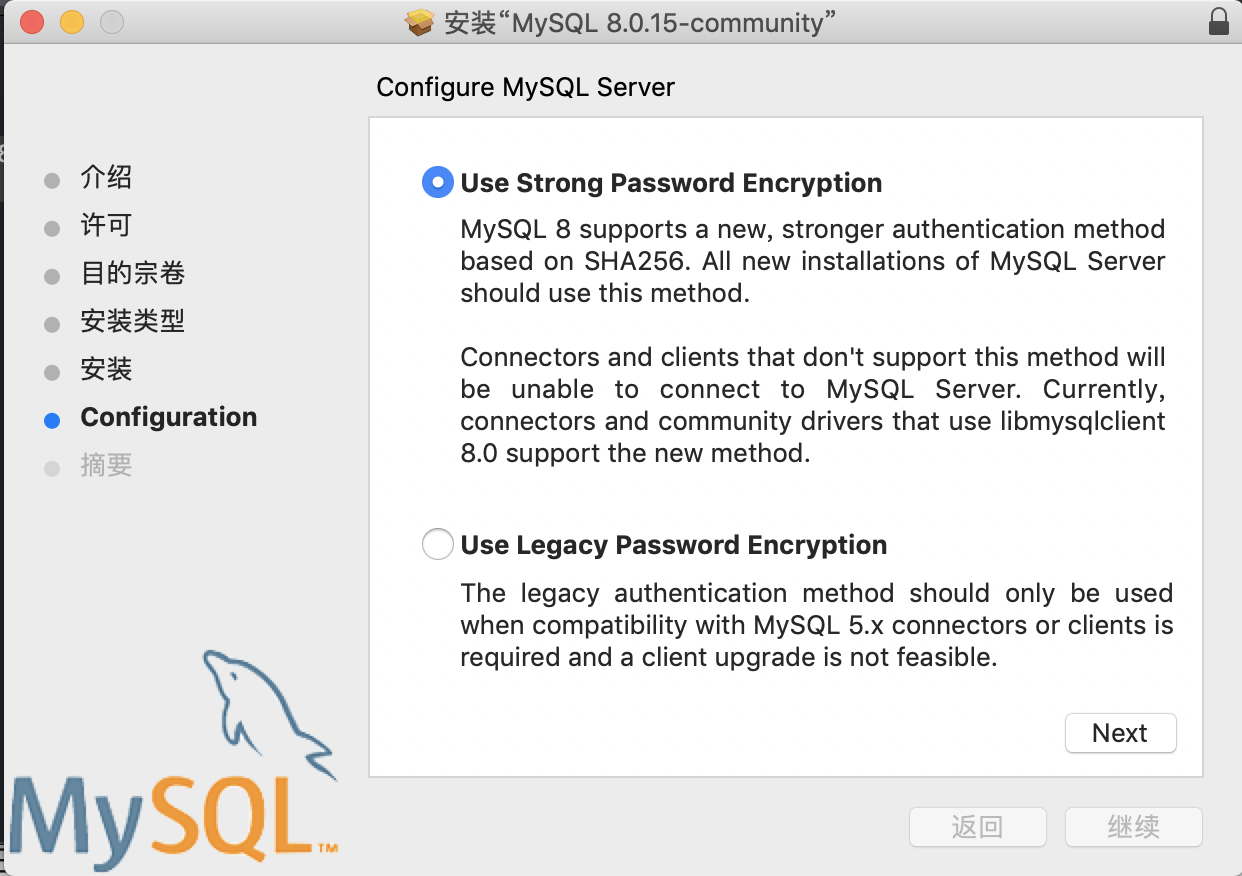 安装“MySQL 8.0.15-community”
Configure MySQL Server
介绍
许可
目的宗卷
安装类型
安装
Configuration
摘要
Use Strong Password Encryption
MySQL 8 supports a new, stronger authentication method
based on SHA256. All new installations of MySQL Server
should use this method.
Connectors and clients that don't support this method will
be unable to connect to MySQL Server. Currently,
connectors and community drivers that use libmysqlclient
8.0 support the new method.
Use Legacy Password Encryption
The legacy authentication method should only be used
when compatibility with MySQL 5.x connectors or clients is
required and a client upgrade is not feasible.
Next
MySQL™
返回
继续